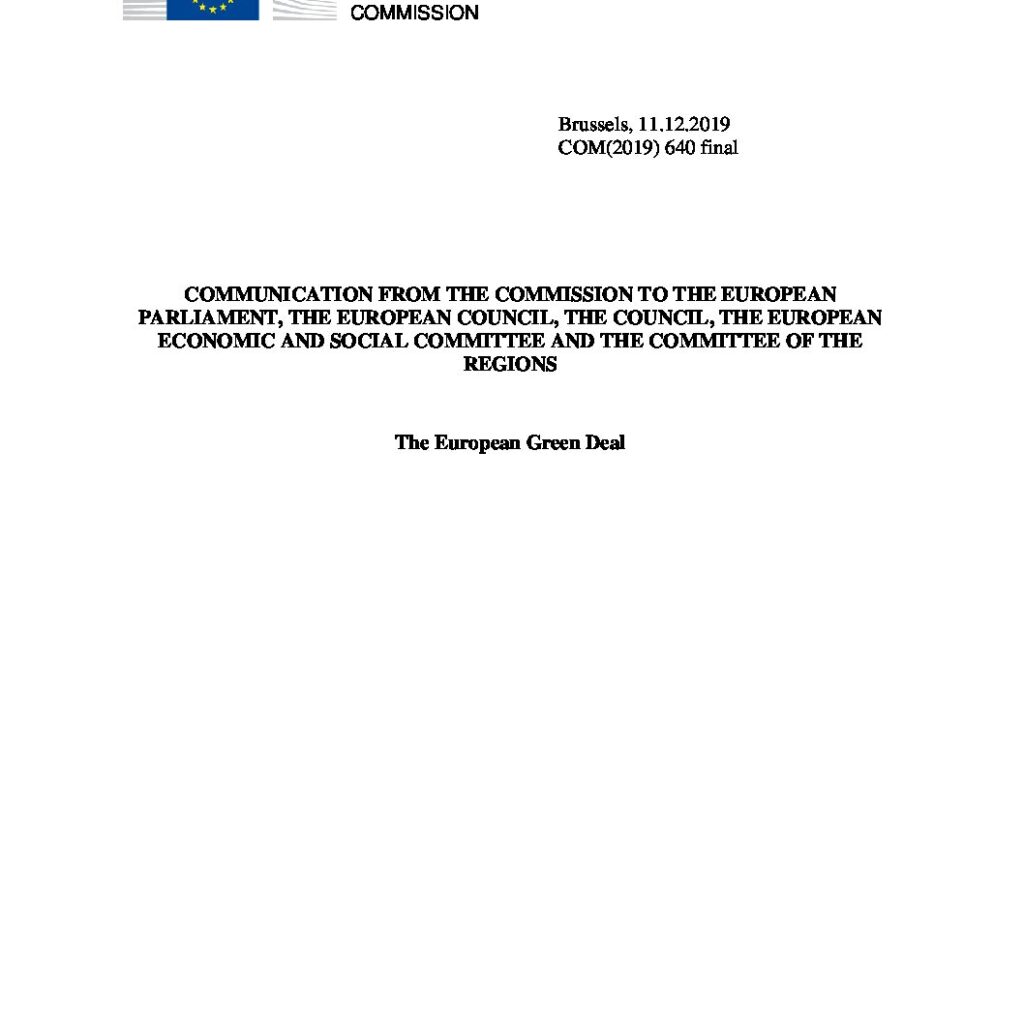 COMMISSION
Brussels, 11.12.2019
COM(2019) 640 final
COMMUNICATION FROM THE COMMISSION TO THE EUROPEAN
PARLIAMENT, THE EUROPEAN COUNCIL, THE COUNCIL, THE EUROPEAN
ECONOMIC AND SOCIAL COMMITTEE AND THE COMMITTEE OF THE
REGIONS
The European Green Deal